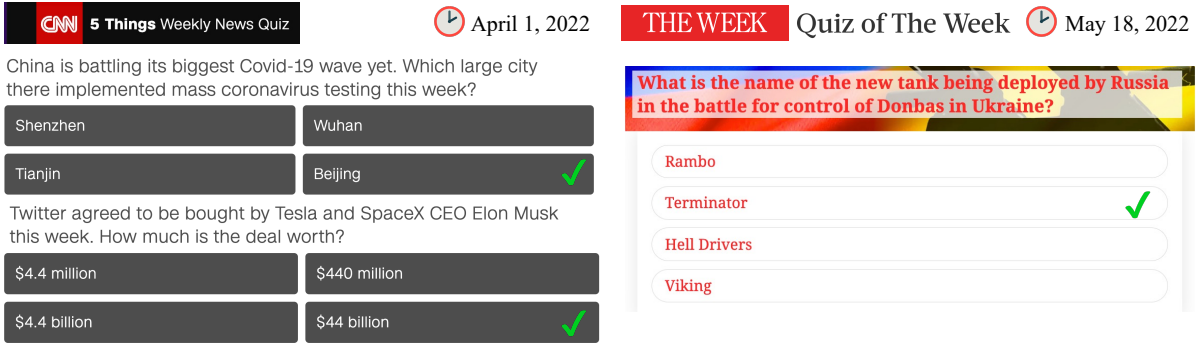 CNN 5 Things Weekly News Quiz
April 1, 2022
China is battling its biggest Covid-19 wave yet. Which large city
there implemented mass coronavirus testing this week?
Shenzhen
Wuhan
Tianjin
Beijing
Twitter agreed to be bought by Tesla and SpaceX CEO Elon Musk
this week. How much is the deal worth?
$4.4 million
$440 million
$4.4 billion
$44 billion
THE WEEK Quiz of The Week
May 18, 2022
What is the name of the new tank being deployed by Russia
in the battle for control of Donbas in Ukraine?
Rambo
Terminator
Hell Drivers
Viking